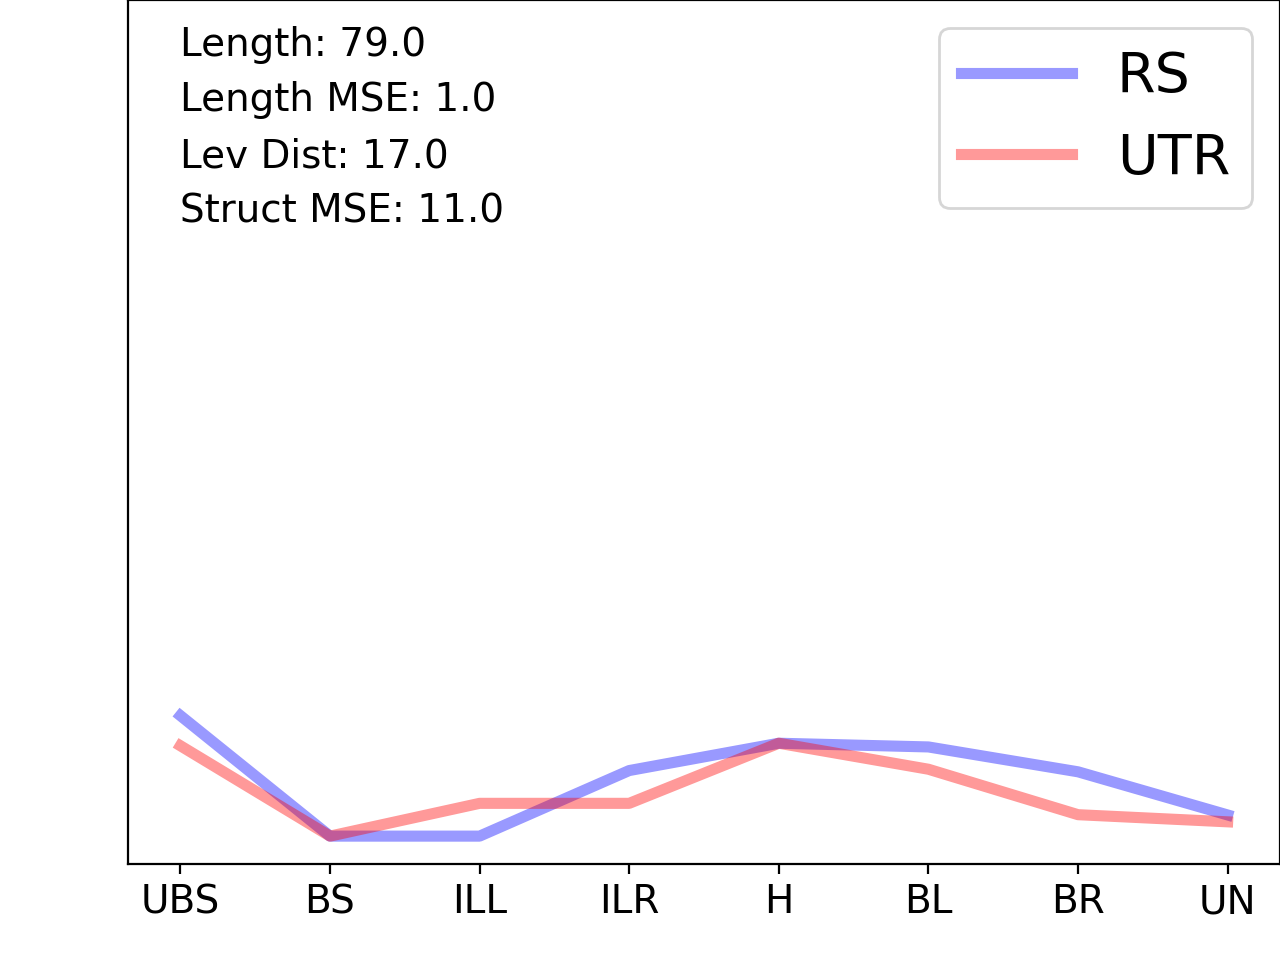 Length: 79.0
Length MSE: 1.0
Lev Dist: 17.0
Struct MSE: 11.0
RS
UTR
UBS BS ILL ILR H BL BR UN